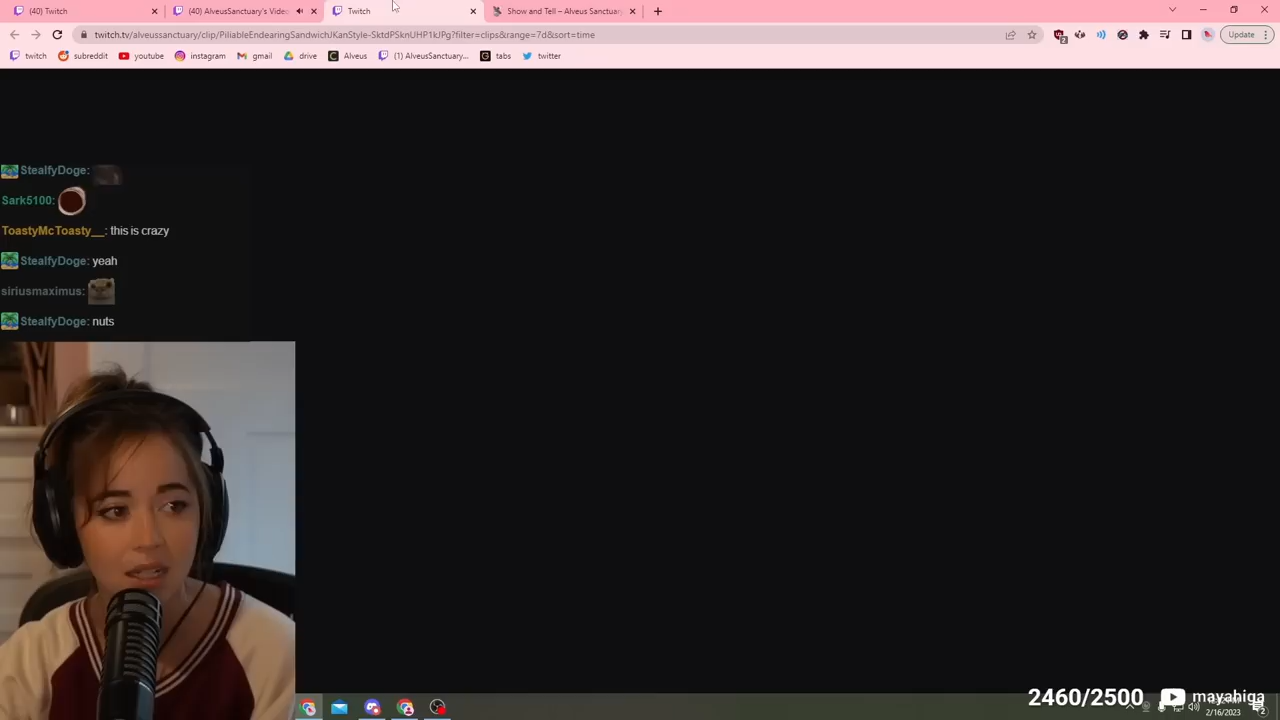 (40) Twitch
(40) AlveusSanctuary's Video
Twitch
Show and Tell – Alveus Sanctuary
twitch.tv/alveussanctuary/clip/PiliableEndearingSandwichJKanStyle-SktdPSknUHP1kJPg?filter=clips&range=7d&sort=time
Update
twitch
subreddit
youtube
instagram
gmail
drive
Alveus
(1) AlveusSanctuary...
tabs
twitter
StealfyDoge:
Sark5100:
ToastyMcToasty__: this is crazy
StealfyDoge: yeah
siriusmaximus:
StealfyDoge: nuts
2460/2500
mayahiga
2/16/2023